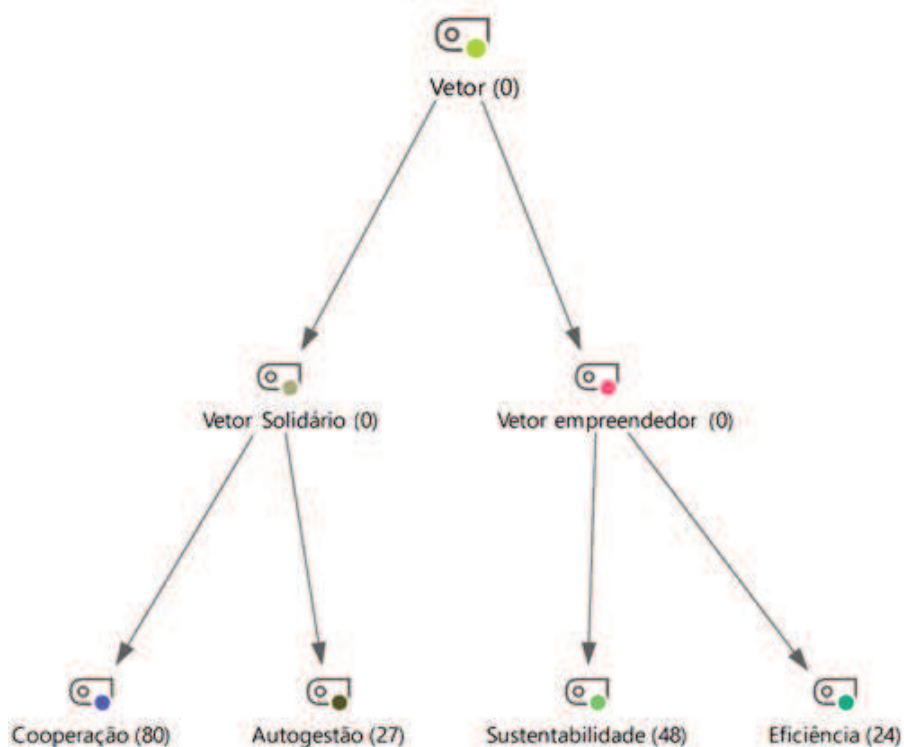 Vetor (0)
Vetor Solidário (0)
Vetor empreendedor (0)
Cooperação (80)
Autogestão (27)
Sustentabilidade (48)
Eficiência (24)